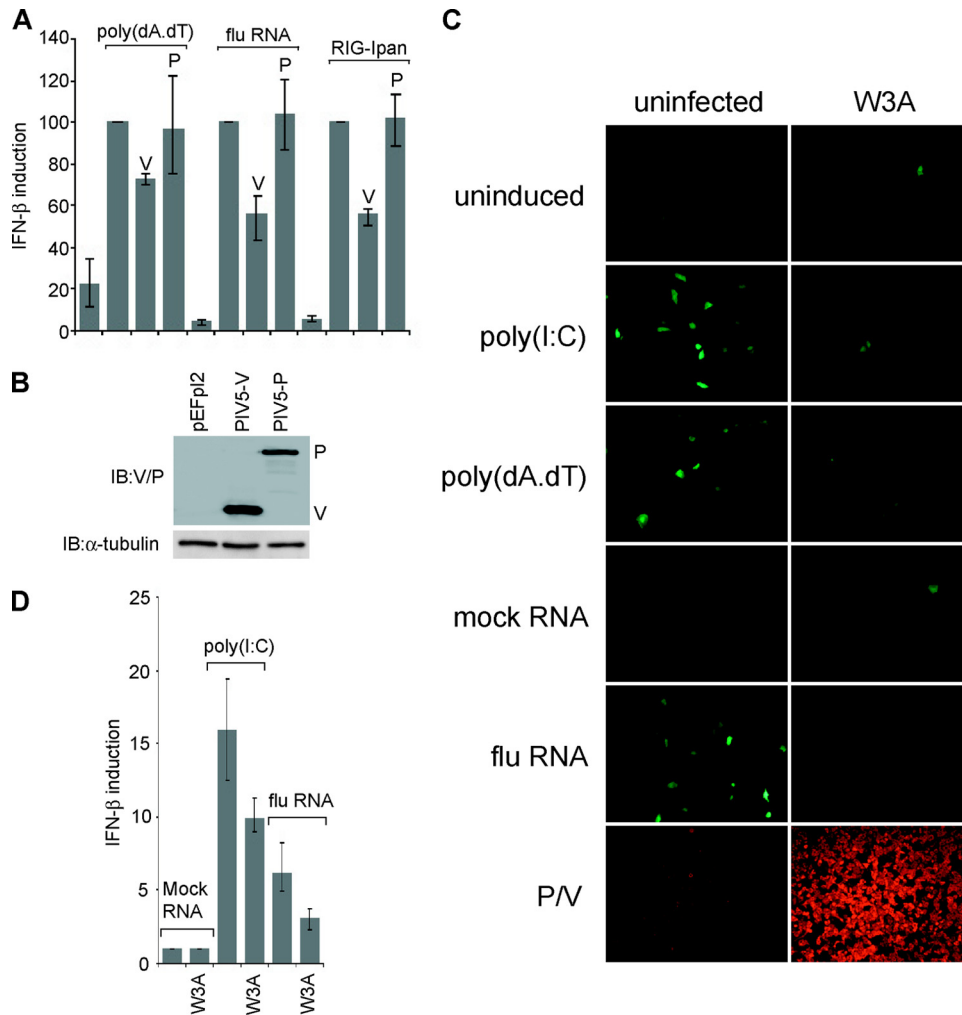 A
poly(dA.dT)
flu RNA
RIG-Ipan
IFN-β induction
140
120
100
80
60
40
20
0
V
P
V
P
V
P
B
pEFpl2
PIV5-V
PIV5-P
IB:V/P
P
V
IB:α-tubulin
C
uninfected
W3A
uninduced
poly(I:C)
poly(dA.dT)
mock RNA
flu RNA
P/V
D
IFN-β induction
25
20
15
10
5
0
Mock
RNA
poly(I:C)
flu RNA
W3A
W3A
W3A